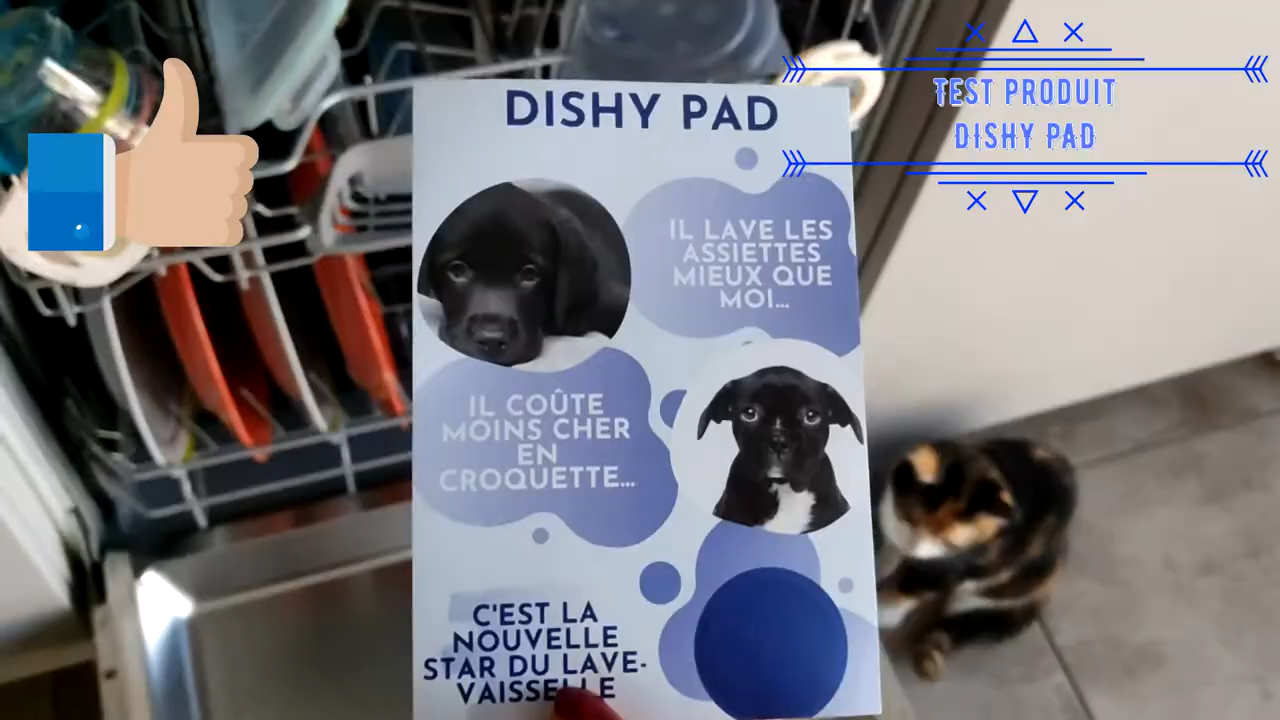 DISHY PAD
IL LAVE LES
ASSIETTES
MIEUX QUE
MOI...
IL COÛTE
MOINS CHER
EN
CROQUETTE...
C'EST LA
NOUVELLE
STAR DU LAVE-
VAISSELLE
TEST PRODUIT
DISHY PAD